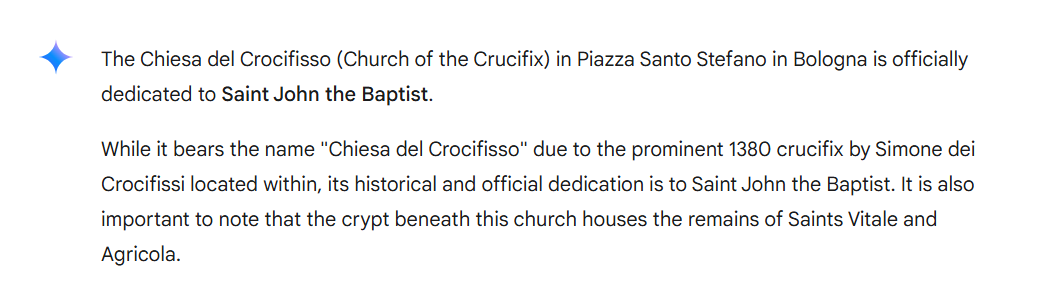 The Chiesa del Crocifisso (Church of the Crucifix) in Piazza Santo Stefano in Bologna is officially
dedicated to Saint John the Baptist.
While it bears the name "Chiesa del Crocifisso" due to the prominent 1380 crucifix by Simone dei
Crocifissi located within, its historical and official dedication is to Saint John the Baptist. It is also
important to note that the crypt beneath this church houses the remains of Saints Vitale and
Agricola.